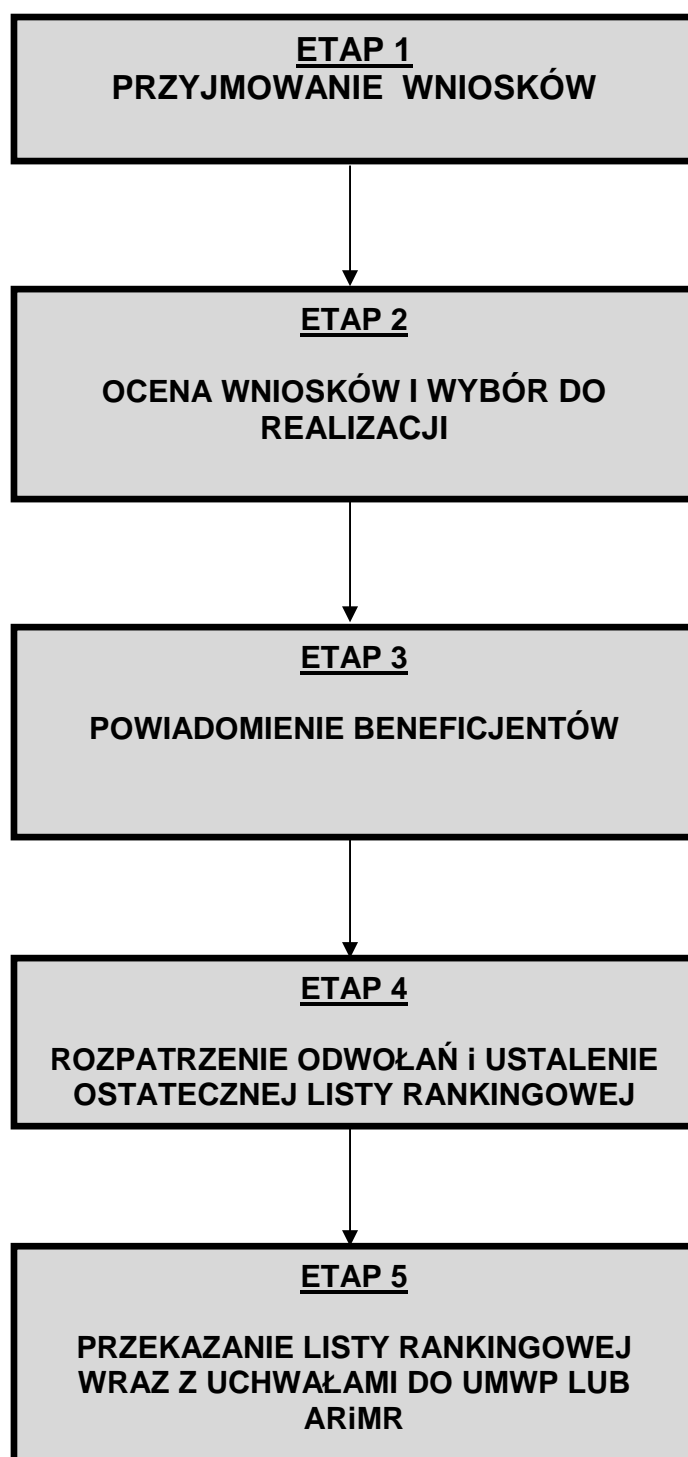 ETAP 1
PRZYJMOWANIE WNIOSKÓW
ETAP 2
OCENA WNIOSKÓW I WYBÓR DO
REALIZACJI
ETAP 3
POWIADOMIENIE BENEFICJENTÓW
ETAP 4
ROZPATRZENIE ODWOŁAŃ i USTALENIE
OSTATECZNEJ LISTY RANKINGOWEJ
ETAP 5
PRZEKAZANIE LISTY RANKINGOWEJ
WRAZ Z UCHWAŁAMI DO UMWP LUB
ARiMR